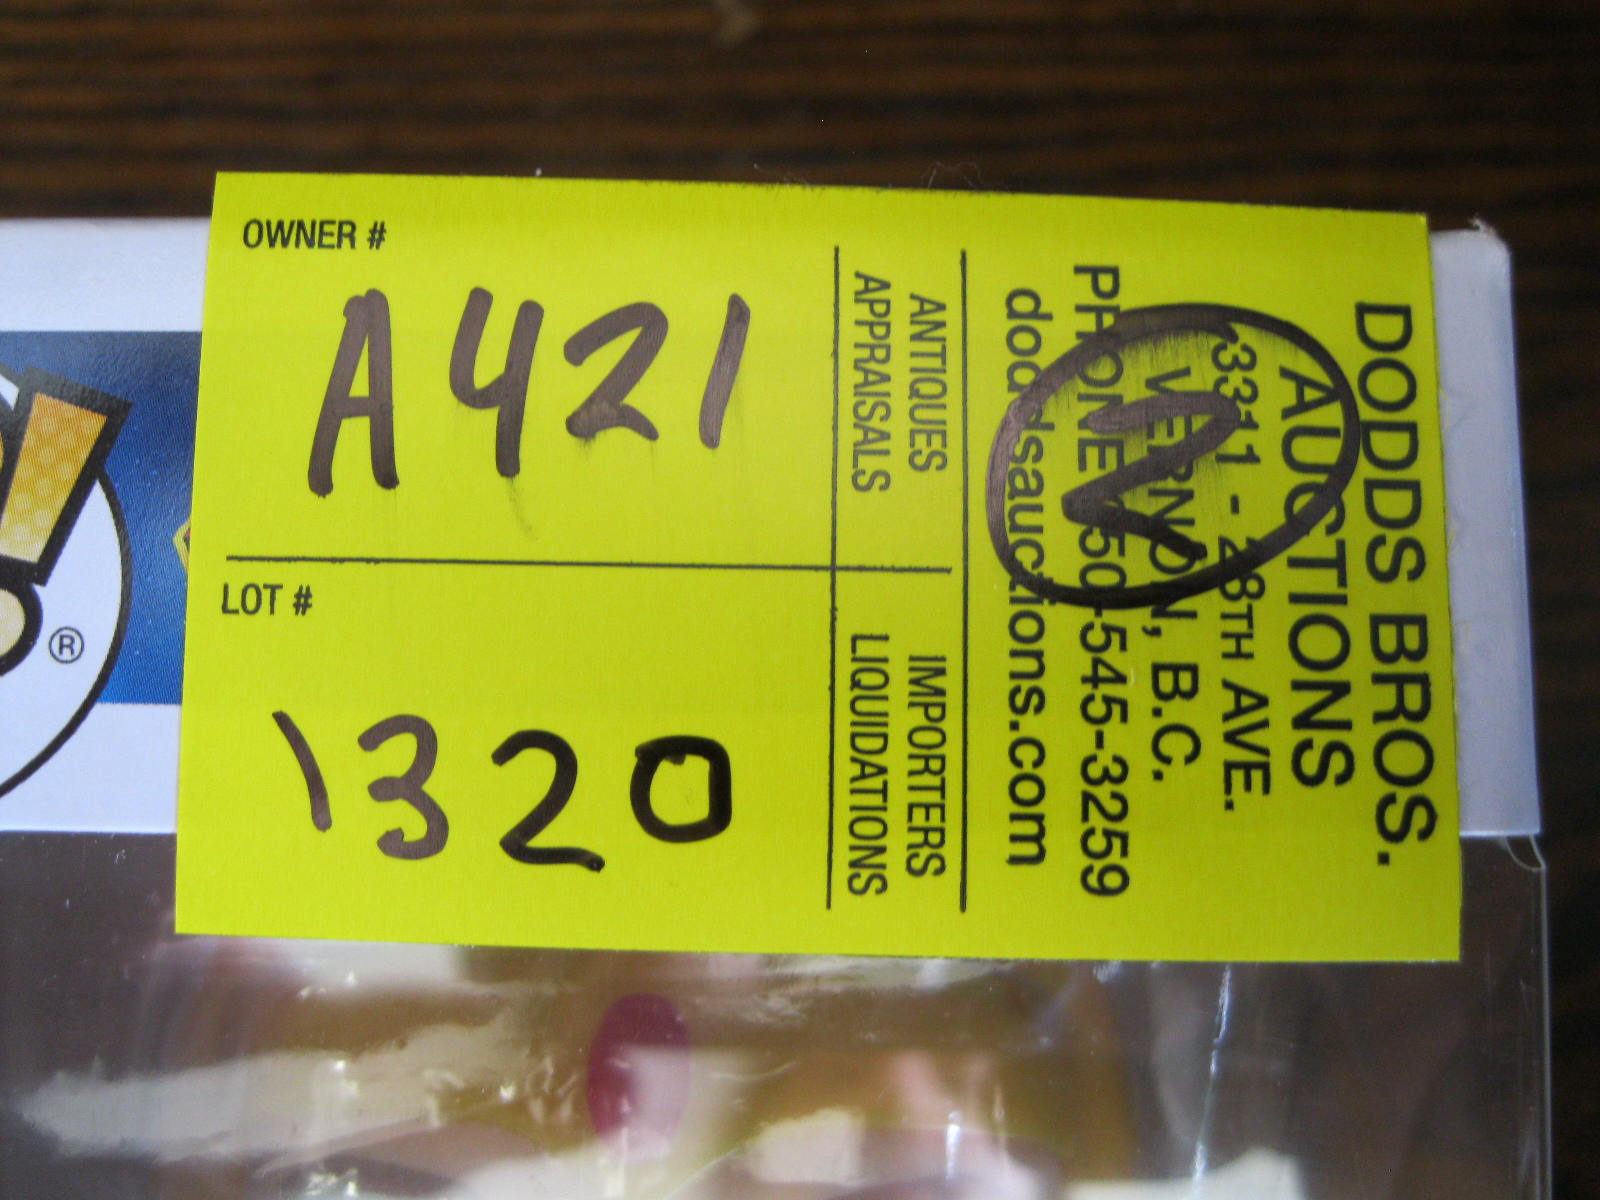 OWNER #
A421
LOT #
1320
ANTIQUES
APPRAISALS
IMPORTERS
LIQUIDATIONS
DODDS BROS.
AUCTIONS
3311 - 28TH AVE.
VERNON, B.C.
PHONE 250-545-3259
doddsauctions.com
2
!
®